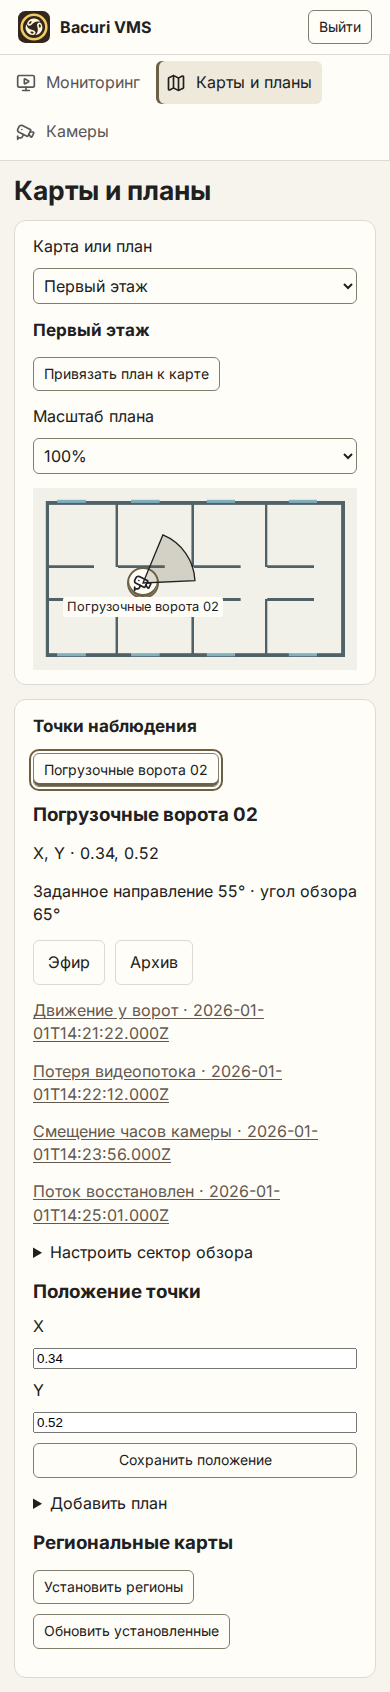 Bacuri VMS
Выйти
Мониторинг
Карты и планы
Камеры
Карты и планы
Карта или план
Первый этаж
Первый этаж
Привязать план к карте
Масштаб плана
100%
Погрузочные ворота 02
Точки наблюдения
Погрузочные ворота 02
Погрузочные ворота 02
X, Y · 0.34, 0.52
Заданное направление 55° · угол обзора
65°
Эфир
Архив
Движение у ворот · 2026-01-
01T14:21:22.000Z
Потеря видеопотока · 2026-01-
01T14:22:12.000Z
Смещение часов камеры · 2026-01-
01T14:23:56.000Z
Поток восстановлен · 2026-01-
01T14:25:01.000Z
Настроить сектор обзора
Положение точки
X
0.34
Y
0.52
Сохранить положение
Добавить план
Региональные карты
Установить регионы
Обновить установленные